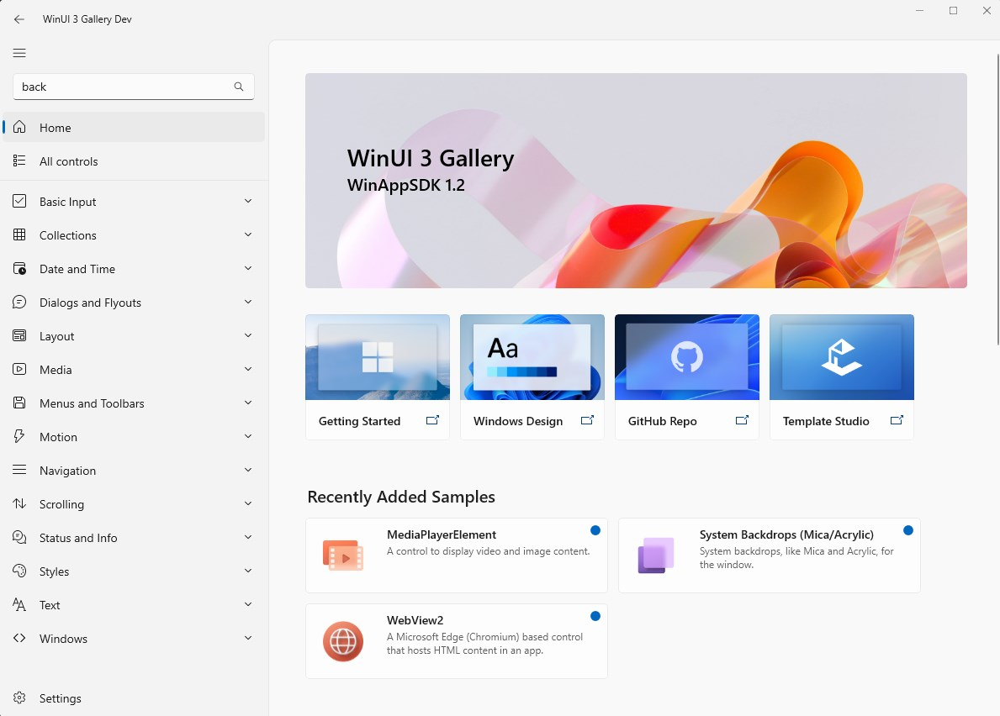 WinUI 3 Gallery Dev
back
Home
All controls
Basic Input
Collections
Date and Time
Dialogs and Flyouts
Layout
Media
Menus and Toolbars
Motion
Navigation
Scrolling
Status and Info
Styles
Text
Windows
Settings
WinUI 3 Gallery
WinAppSDK 1.2
Aa
Getting Started
Windows Design
GitHub Repo
Template Studio
Recently Added Samples
MediaPlayerElement
A control to display video and image content.
System Backdrops (Mica/Acrylic)
System backdrops, like Mica and Acrylic, for
the window.
WebView2
A Microsoft Edge (Chromium) based control
that hosts HTML content in an app.